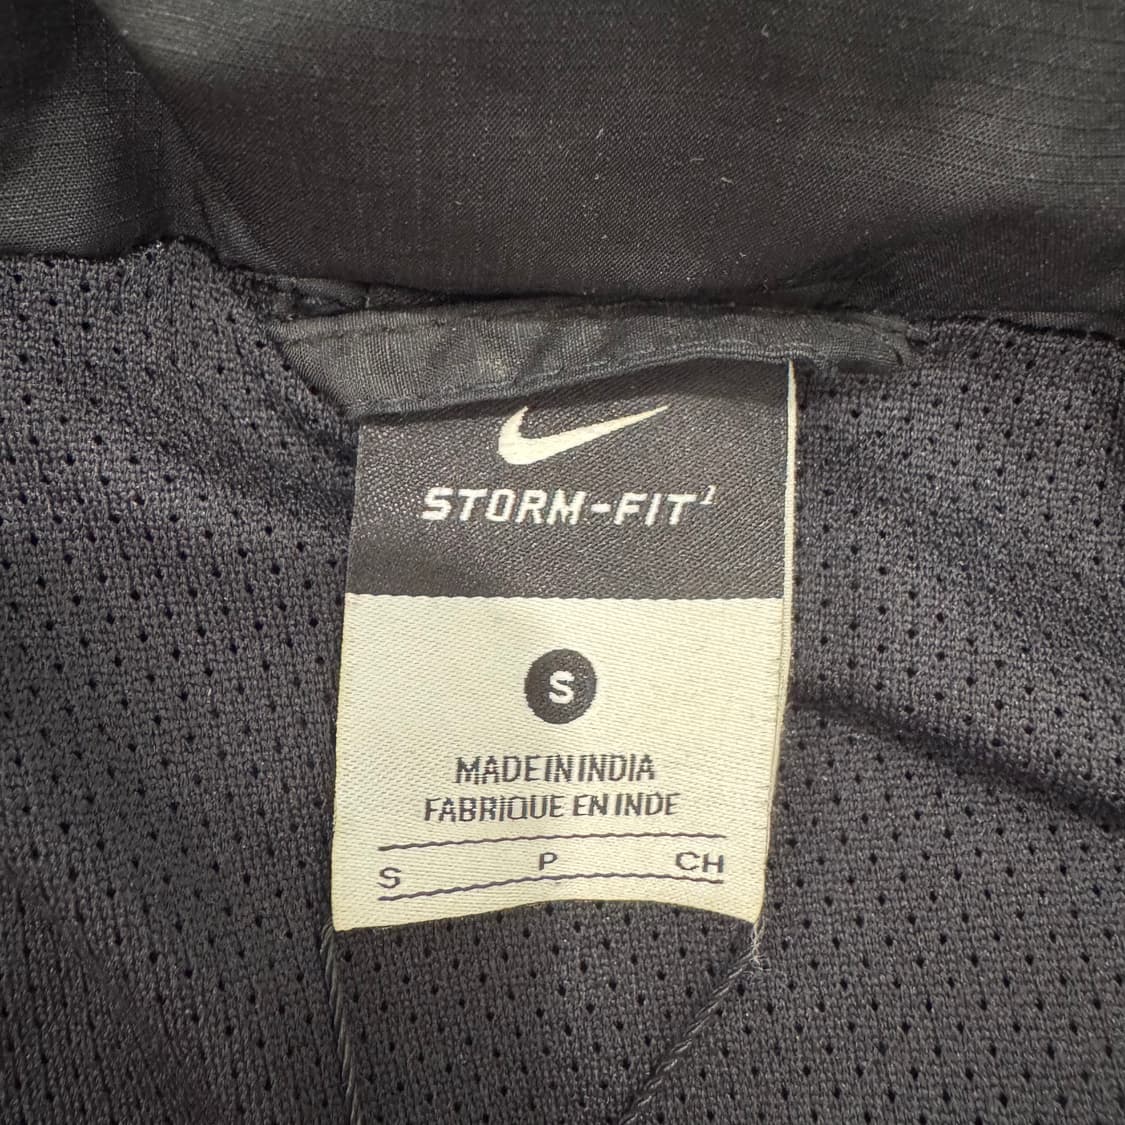 STORM-FIT¹
S
MADE IN INDIA
FABRIQUE EN INDE
S P CH